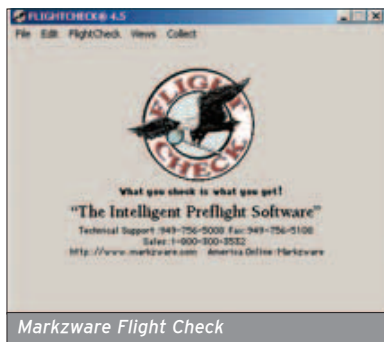 FLIGHTCHECK® 4.5
File Edit FlightCheck Views Collect
FLIGHT
CHECK
What you check is what you get!
"The Intelligent Preflight Software"
Technical Support:949-756-5008 Fax:949-756-5108
Sales:1-800-300-3532
http://www.markzware.com America Online:Markzware
Markzware Flight Check